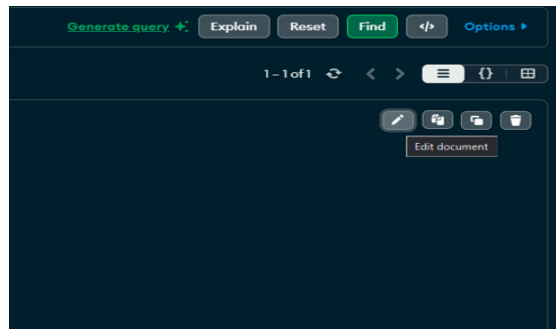 Generate query Explain Reset Find </> Options
1–1 of 1 {}
Edit document